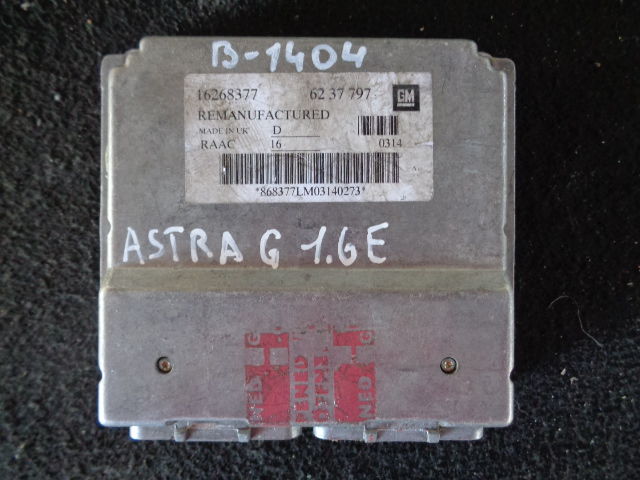 B-1404
16268377 62 37 797 GM
REMANUFACTURED
MADE IN UK D
RAAC 16 0314
*868377LM03140273*
ASTRA G 1.6E